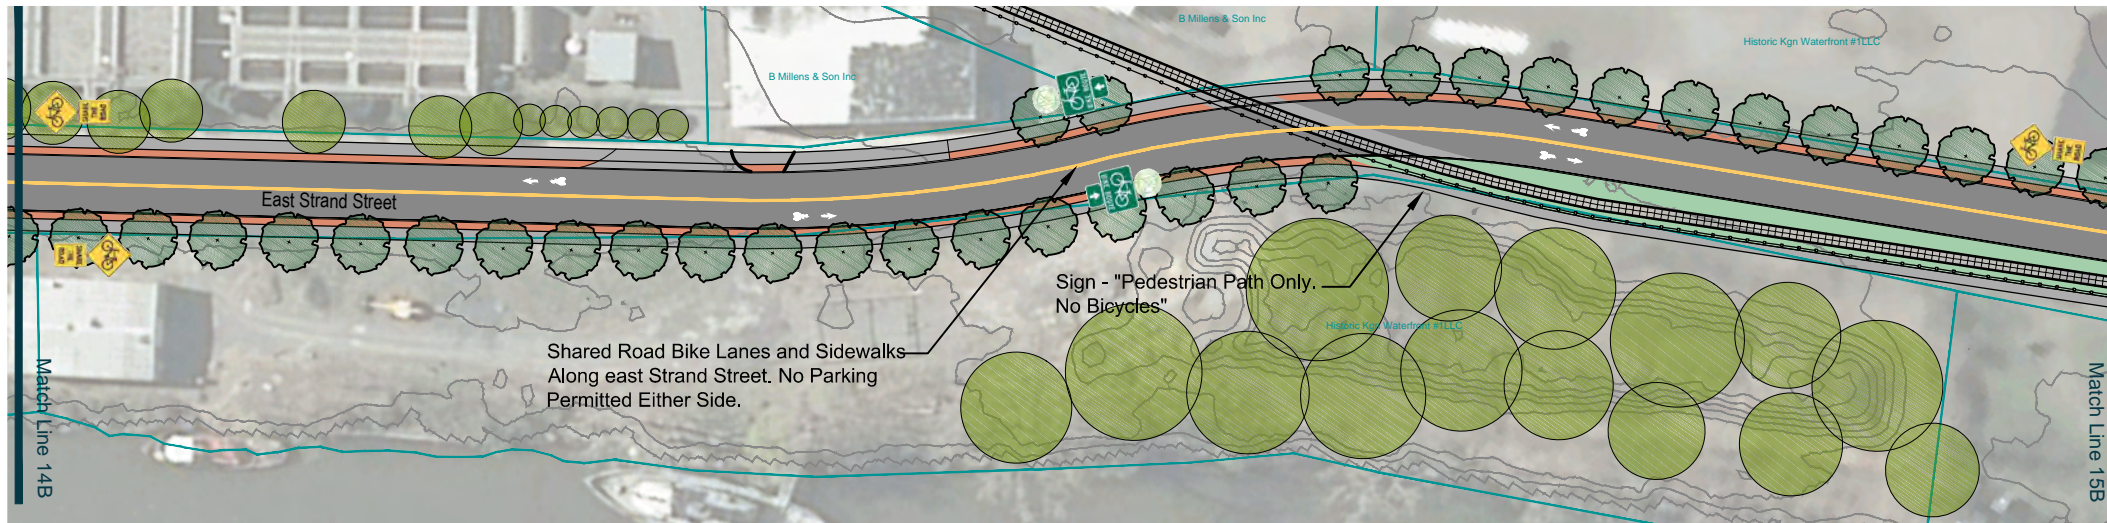 B Millens & Son Inc
Historic Kgn Waterfront #1LLC
B Millens & Son Inc
East Strand Street
Sign - "Pedestrian Path Only.
No Bicycles"
Historic Kgn Waterfront #1LLC
Shared Road Bike Lanes and Sidewalks
Along east Strand Street. No Parking
Permitted Either Side.
Match Line 14B
Match Line 15B